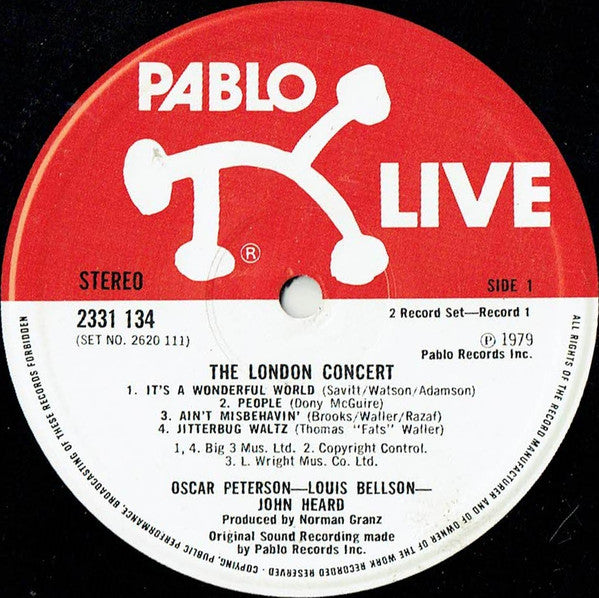 PABLO
LIVE
®
STEREO
SIDE 1
2331 134
2 Record Set—Record 1
(SET NO. 2620 111)
℗ 1979
Pablo Records Inc.
THE LONDON CONCERT
1. IT'S A WONDERFUL WORLD (Savitt/Watson/Adamson)
2. PEOPLE (Dony McGuire)
3. AIN'T MISBEHAVIN' (Brooks/Waller/Razaf)
4. JITTERBUG WALTZ (Thomas "Fats" Waller)
1, 4. Big 3 Mus. Ltd. 2. Copyright Control.
3. L. Wright Mus. Co. Ltd.
OSCAR PETERSON—LOUIS BELLSON—
JOHN HEARD
Produced by Norman Granz
Original Sound Recording made
by Pablo Records Inc.
ALL RIGHTS OF THE RECORD MANUFACTURER AND OF OWNER OF THE WORK RECORDED RESERVED · COPYING, PUBLIC PERFORMANCE, BROADCASTING OF THESE RECORDS FORBIDDEN